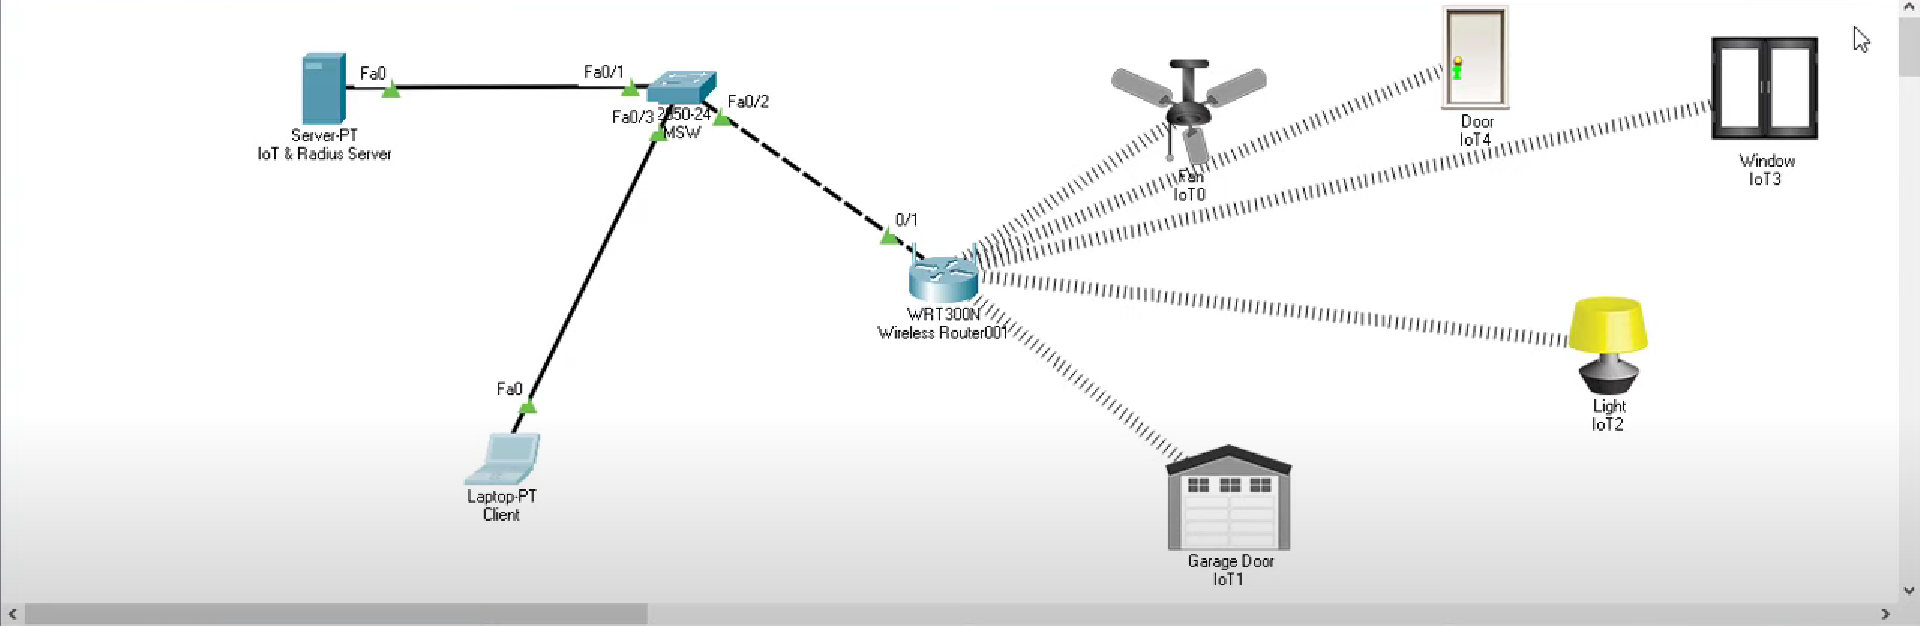 Fa0
Fa0/1
Fa0/2
Fa0/3
2950-24
MSW
Server-PT
IoT & Radius Server
0/1
WRT300N
Wireless Router001
Fa0
Laptop-PT
Client
Fan
IoT0
Door
IoT4
Window
IoT3
Light
IoT2
Garage Door
IoT1